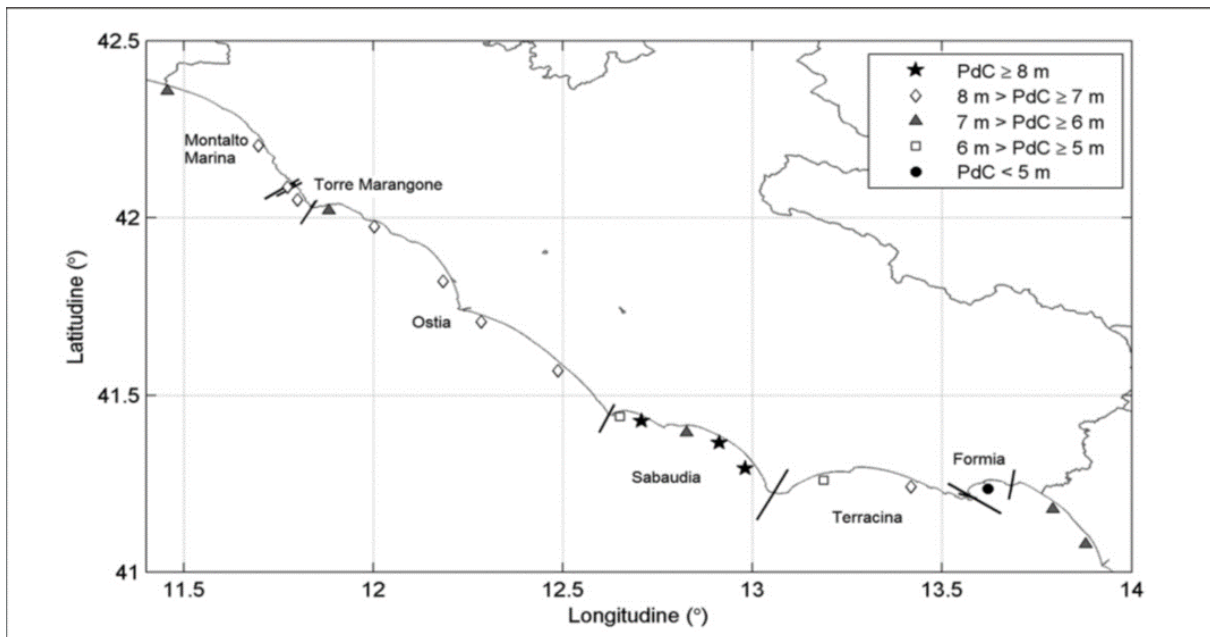 42.5
42
41.5
41
Latitudine (°)
PdC ≥ 8 m
8 m > PdC ≥ 7 m
7 m > PdC ≥ 6 m
6 m > PdC ≥ 5 m
PdC < 5 m
Montalto
Marina
Torre Marangone
Ostia
Sabaudia
Terracina
Formia
11.5
12
12.5
13
13.5
14
Longitudine (°)